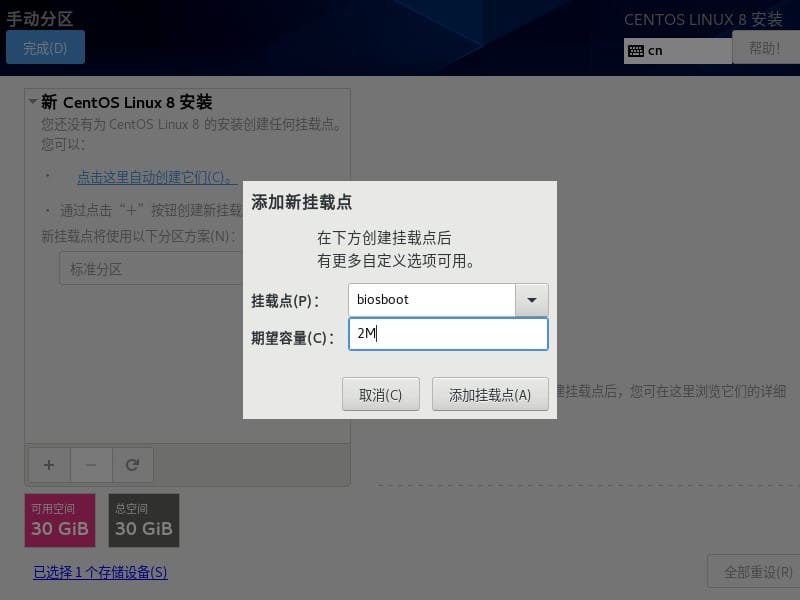 手动分区
CENTOS LINUX 8 安装
完成(D)
cn
帮助!
新 CentOS Linux 8 安装
您还没有为 CentOS Linux 8 的安装创建任何挂载点。
您可以：
· 点击这里自动创建它们(C)。
· 通过点击“＋”按钮创建新挂载
新挂载点将使用以下分区方案(N)：
标准分区
添加新挂载点
在下方创建挂载点后
有更多自定义选项可用。
挂载点(P)：
biosboot
期望容量(C)：
2M
取消(C)
添加挂载点(A)
建挂载点后，您可在这里浏览它们的详细
可用空间
30 GiB
总空间
30 GiB
已选择 1 个存储设备(S)
全部重设(R)